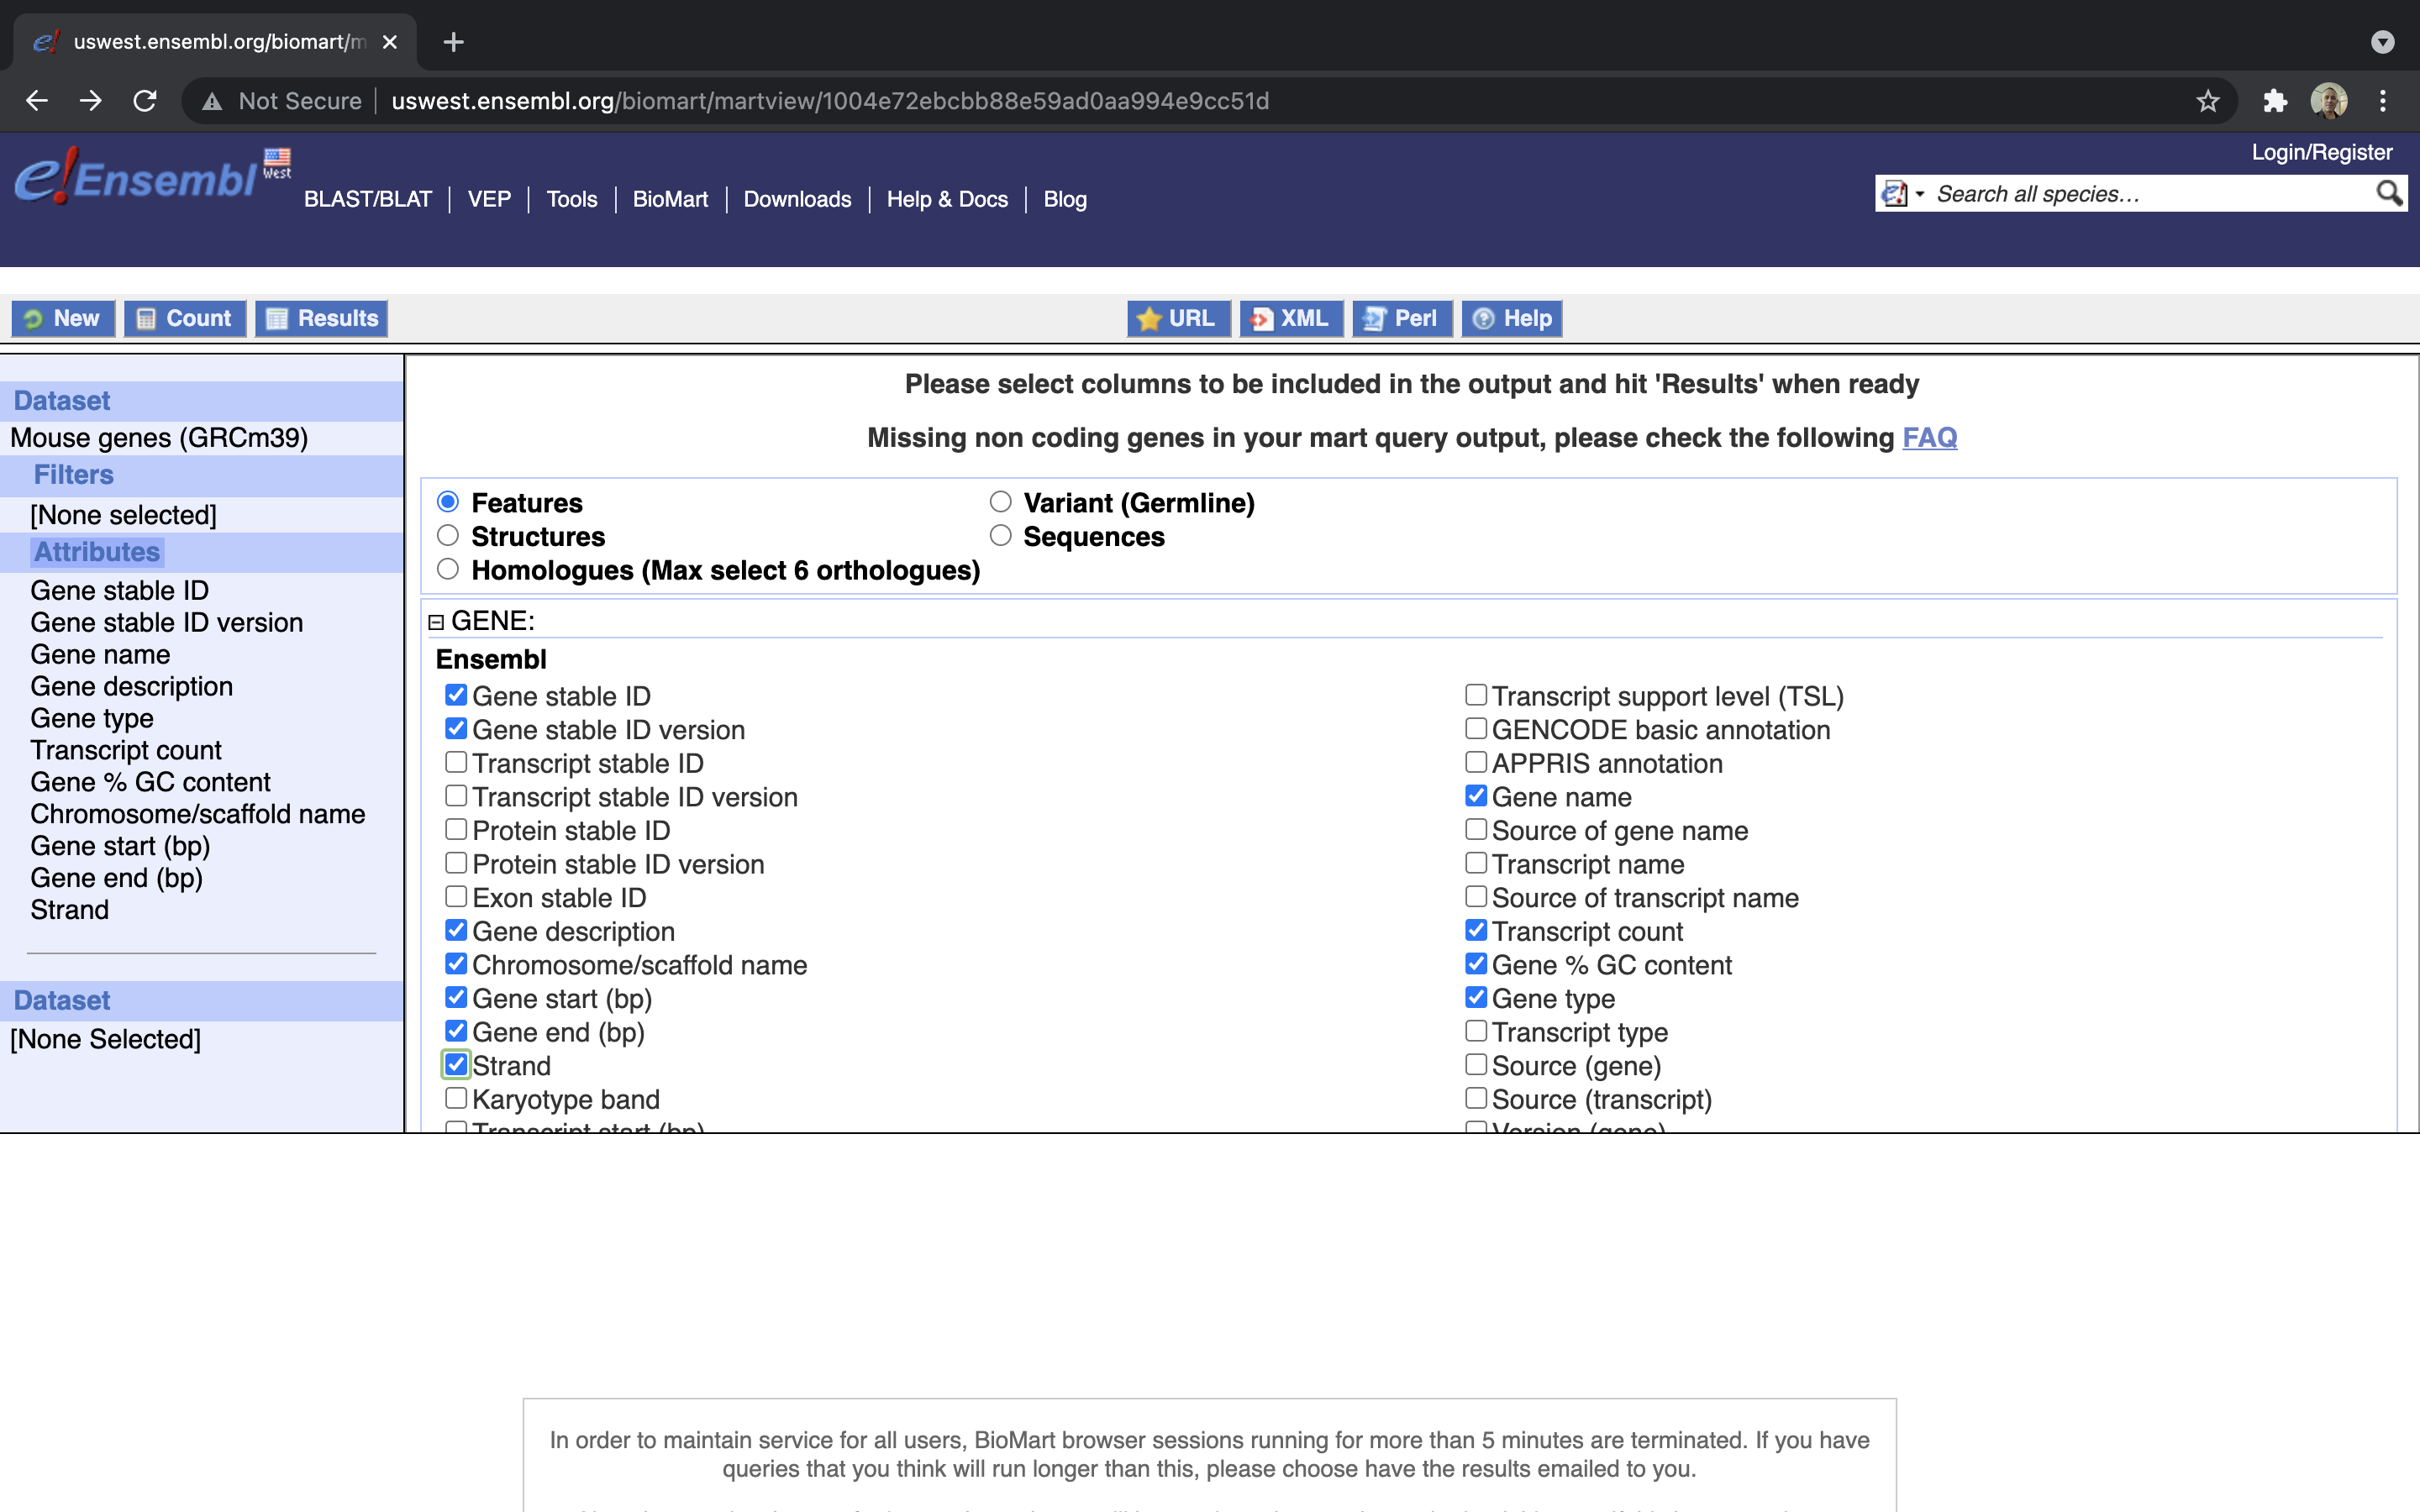 uswest.ensembl.org/biomart/m
Not Secure
uswest.ensembl.org/biomart/martview/1004e72ebcbb88e59ad0aa994e9cc51d
Login/Register
e!Ensembl West
BLAST/BLAT | VEP | Tools | BioMart | Downloads | Help & Docs | Blog
Search all species...
New Count Results URL XML Perl Help
Dataset
Mouse genes (GRCm39)
Filters
[None selected]
Attributes
Gene stable ID
Gene stable ID version
Gene name
Gene description
Gene type
Transcript count
Gene % GC content
Chromosome/scaffold name
Gene start (bp)
Gene end (bp)
Strand
Dataset
[None Selected]
Please select columns to be included in the output and hit 'Results' when ready
Missing non coding genes in your mart query output, please check the following FAQ
Features
Structures
Homologues (Max select 6 orthologues)
Variant (Germline)
Sequences
GENE:
Ensembl
Gene stable ID
Gene stable ID version
Transcript stable ID
Transcript stable ID version
Protein stable ID
Protein stable ID version
Exon stable ID
Gene description
Chromosome/scaffold name
Gene start (bp)
Gene end (bp)
Strand
Karyotype band
Transcript start (bp)
Transcript support level (TSL)
GENCODE basic annotation
APPRIS annotation
Gene name
Source of gene name
Transcript name
Source of transcript name
Transcript count
Gene % GC content
Gene type
Transcript type
Source (gene)
Source (transcript)
Version (gene)
In order to maintain service for all users, BioMart browser sessions running for more than 5 minutes are terminated. If you have
queries that you think will run longer than this, please choose have the results emailed to you.